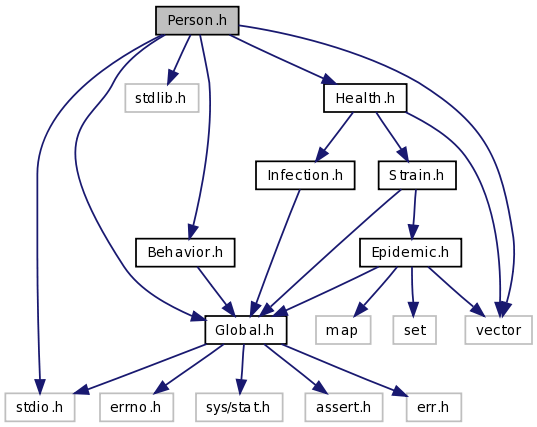 Person.h
stdlib.h
Health.h
Infection.h
Strain.h
Behavior.h
Epidemic.h
Global.h
map
set
vector
stdio.h
errno.h
sys/stat.h
assert.h
err.h